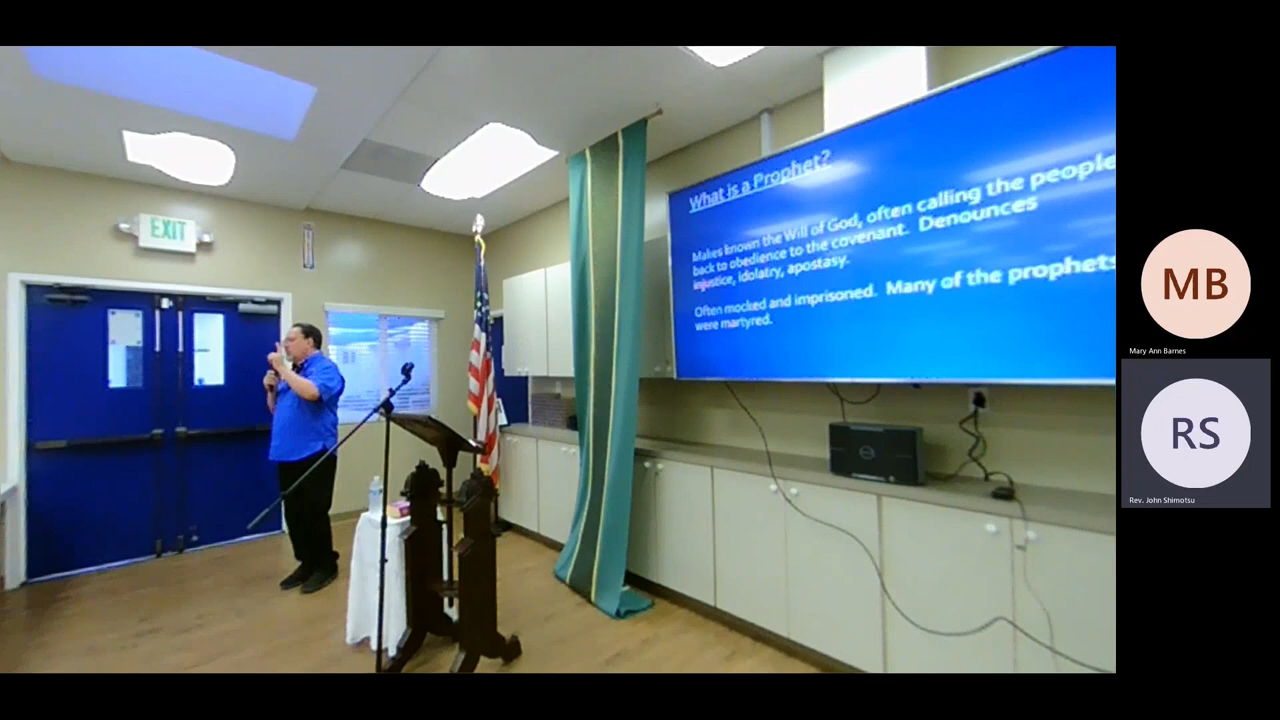 EXIT
What is a Prophet?
Makes known the Will of God, often calling the people
back to obedience to the covenant. Denounces
injustice, idolatry, apostasy.
Often mocked and imprisoned. Many of the prophets
were martyred.
MB
Mary Ann Barnes
RS
Rev. John Shimotsu